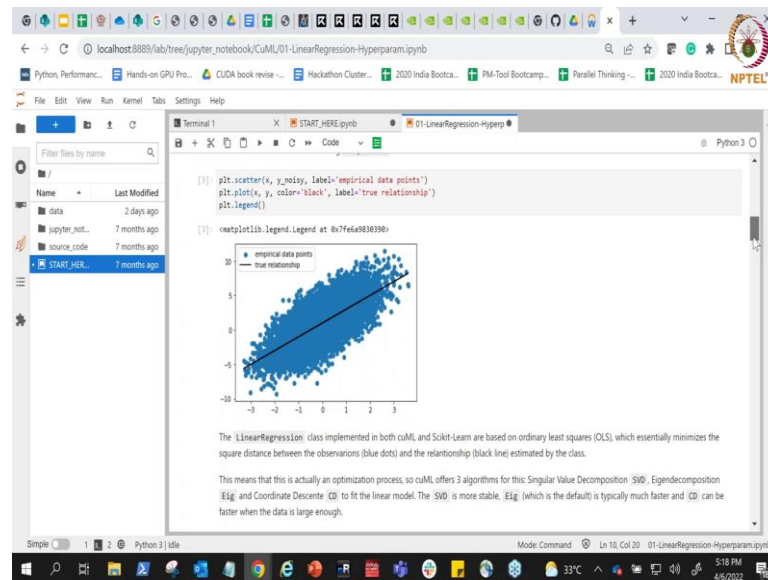 localhost:8889/lab/tree/jupyter_notebook/CuML/01-LinearRegression-Hyperparam.ipynb
Python, Performanc... Hands-on GPU Pro... CUDA book revise -... Hackathon Cluster... 2020 India Bootca... PM-Tool Bootcamp... Parallel Thinking -... 2020 India Bootca...
NPTEL
File Edit View Run Kernel Tabs Settings Help
Terminal 1 START_HERE.ipynb 01-LinearRegression-Hyperp
Code Python 3
Filter files by name
/
Name Last Modified
data 2 days ago
jupyter_not... 7 months ago
source_code 7 months ago
START_HER... 7 months ago
[3]: plt.scatter(x, y_noisy, label='empirical data points')
plt.plot(x, y, color='black', label='true relationship')
plt.legend()
[3]: <matplotlib.legend.Legend at 0x7fe6a9830390>
empirical data points
true relationship
10
5
0
-5
-10
-3 -2 -1 0 1 2 3
The LinearRegression class implemented in both cuML and Scikit-Learn are based on ordinary least squares (OLS), which essentially minimizes the
square distance between the observarions (blue dots) and the relantionship (black line) estimated by the class.
This means that this is actually an optimization process, so cuML offers 3 algorithms for this: Singular Value Decomposition SVD, Eigendecomposition
Eig and Coordinate Descente CD to fit the linear model. The SVD is more stable, Eig (which is the default) is typically much faster and CD can be
faster when the data is large enough.
Simple 1 2 Python 3 | Idle Mode: Command Ln 10, Col 20 01-LinearRegression-Hyperparam.ipyn
33°C 5:18 PM
4/6/2022